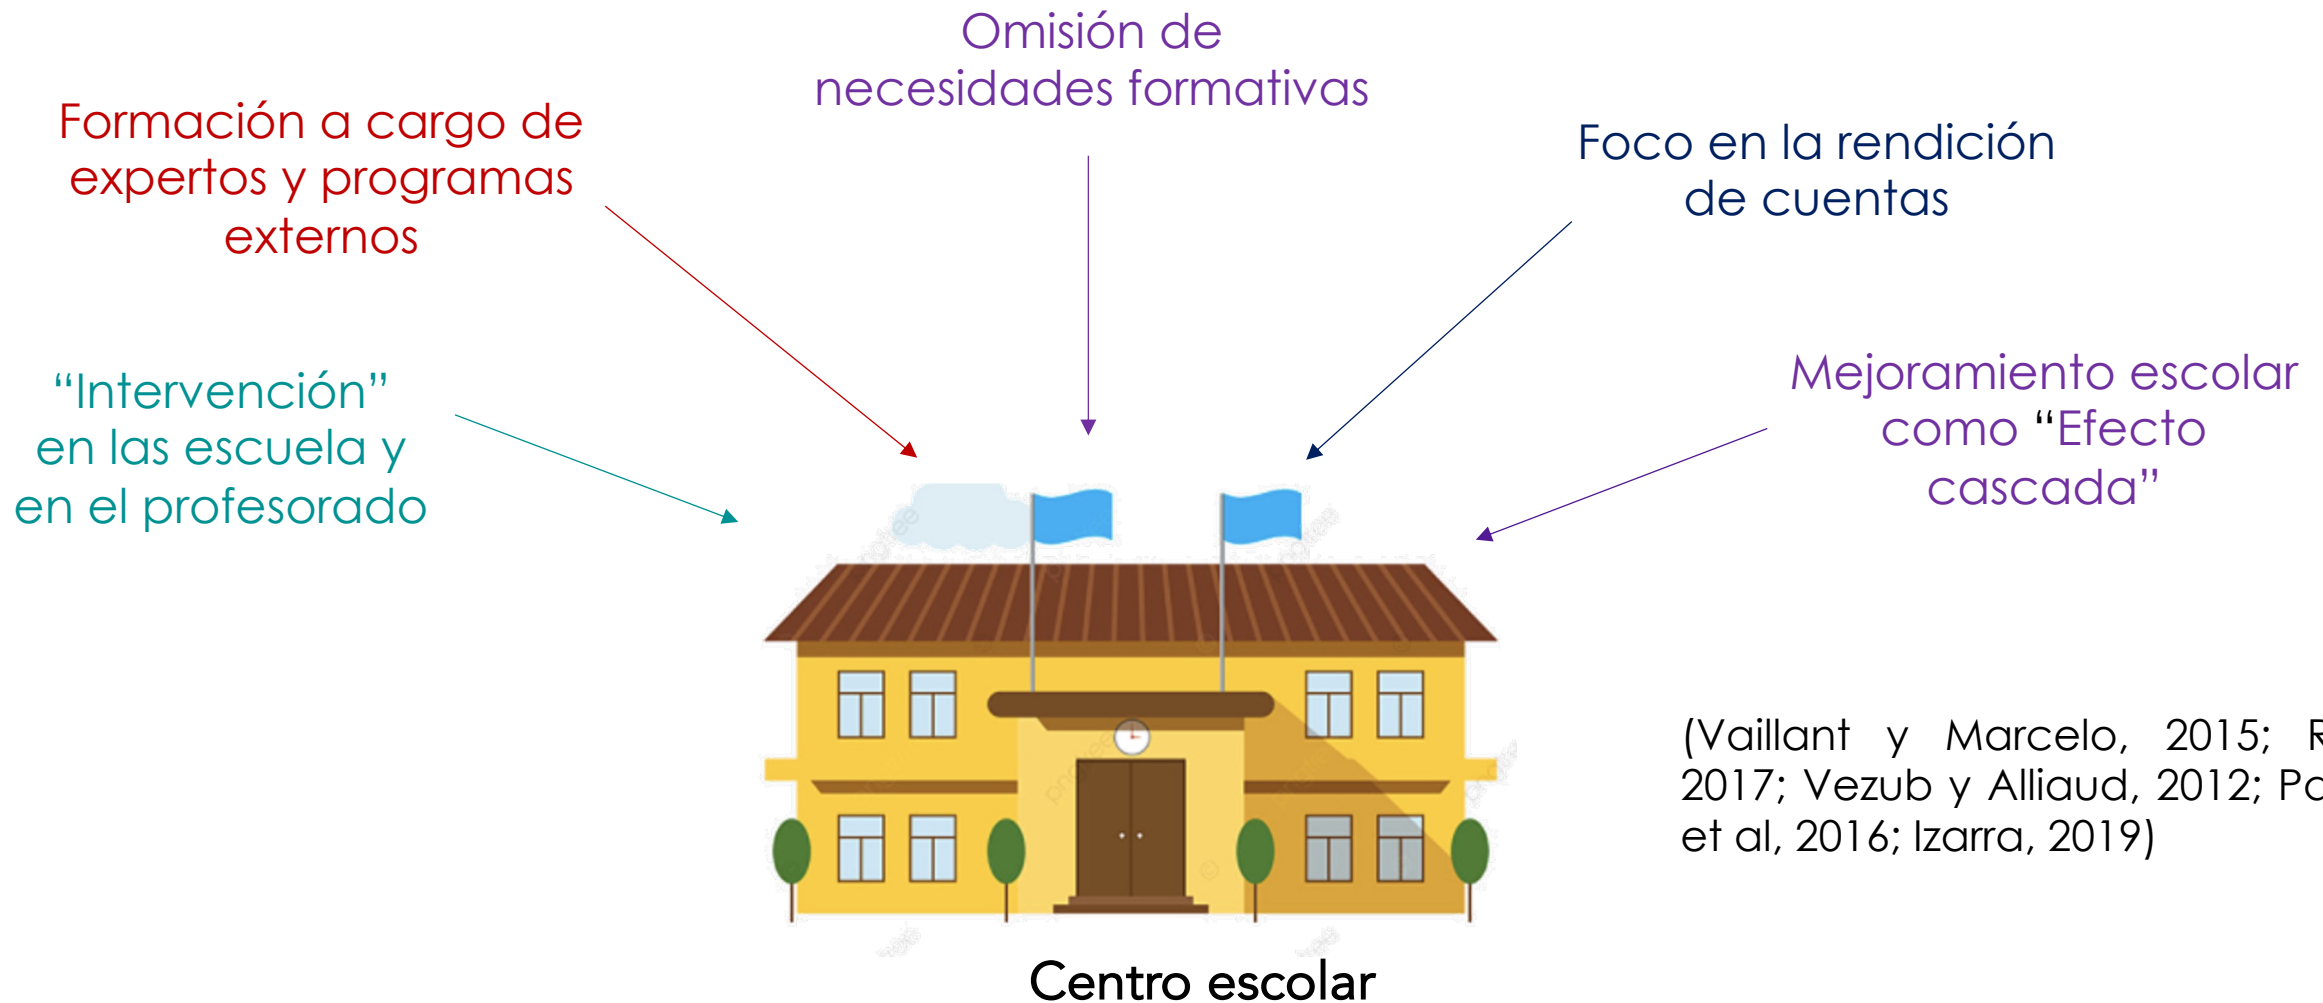 Omisión de
necesidades formativas
Formación a cargo de
expertos y programas
externos
Foco en la rendición
de cuentas
“Intervención”
en las escuela y
en el profesorado
Mejoramiento escolar
como “Efecto
cascada”
(Vaillant y Marcelo, 2015;
2017; Vezub y Alliaud, 2012;
et al, 2016; Izarra, 2019)
Centro escolar